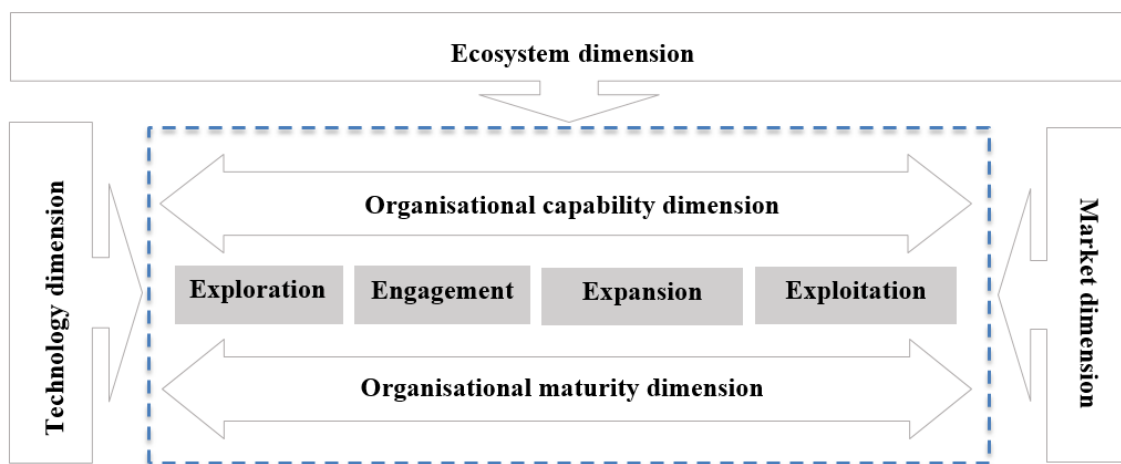 Ecosystem dimension
Technology dimension
Organisational capability dimension
Exploration
Engagement
Expansion
Exploitation
Organisational maturity dimension
Market dimension